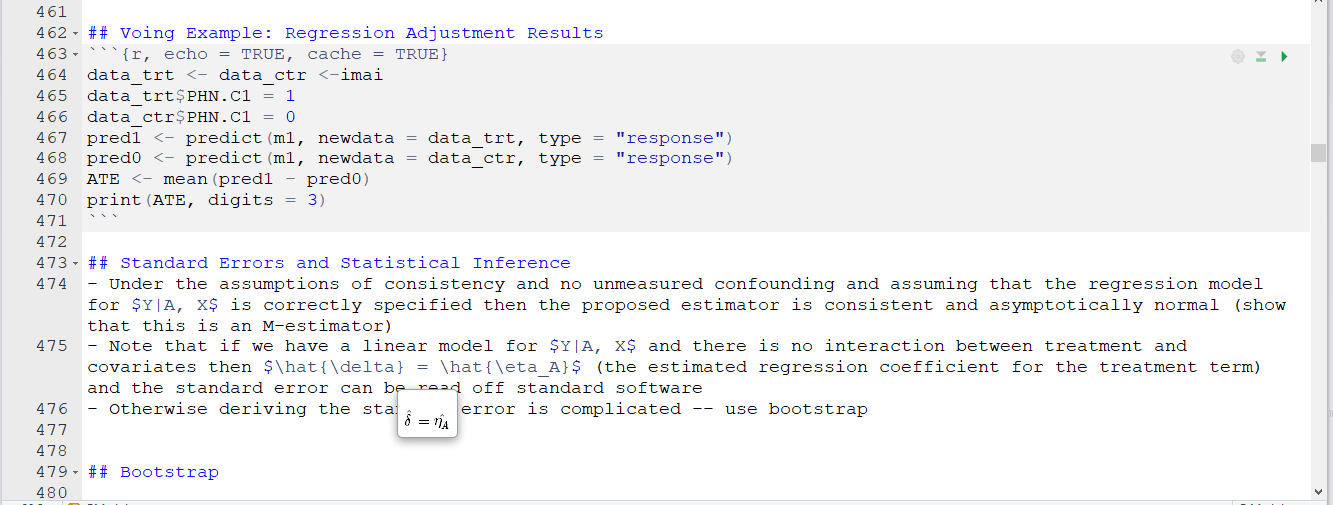 461
462 ## Voing Example: Regression Adjustment Results
463 ```{r, echo = TRUE, cache = TRUE}
464 data_trt <- data_ctr <-imai
465 data_trt$PHN.C1 = 1
466 data_ctr$PHN.C1 = 0
467 pred1 <- predict(m1, newdata = data_trt, type = "response")
468 pred0 <- predict(m1, newdata = data_ctr, type = "response")
469 ATE <- mean(pred1 - pred0)
470 print(ATE, digits = 3)
471 ```
472
473 ## Standard Errors and Statistical Inference
474 - Under the assumptions of consistency and no unmeasured confounding and assuming that the regression model
for $Y|A, X$ is correctly specified then the proposed estimator is consistent and asymptotically normal (show
that this is an M-estimator)
475 - Note that if we have a linear model for $Y|A, X$ and there is no interaction between treatment and
covariates then $\hat{\delta} = \hat{\eta_A}$ (the estimated regression coefficient for the treatment term)
and the standard error can be read off standard software
476 - Otherwise deriving the sta error is complicated -- use bootstrap
δ̂ = η̂_A
477
478
479 ## Bootstrap
480